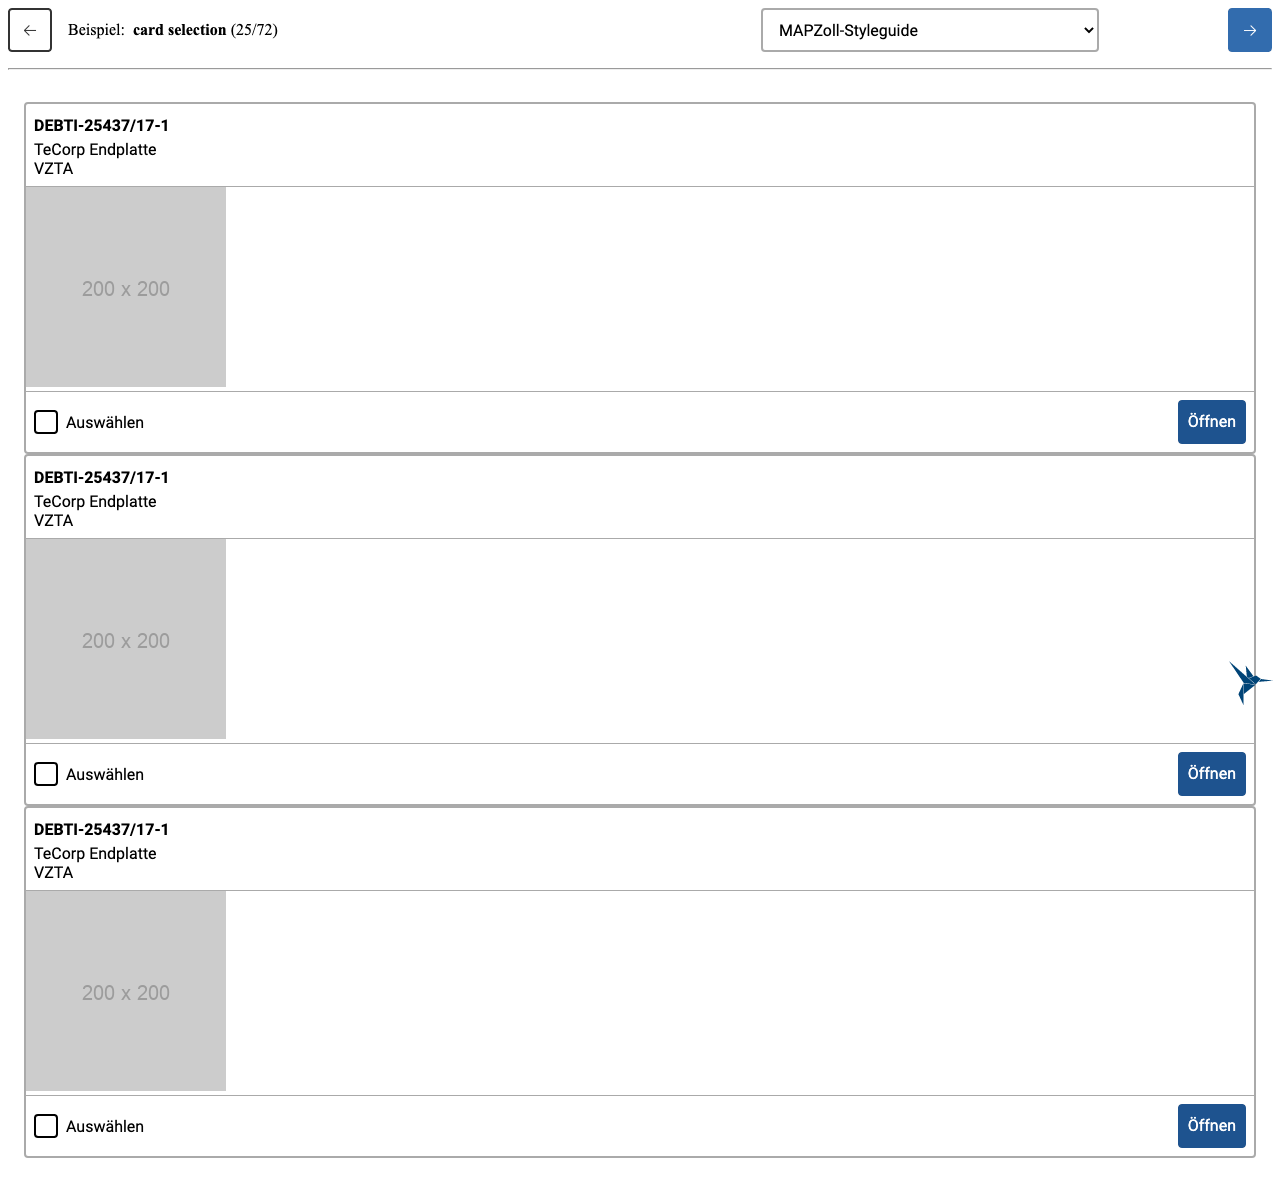 ← Beispiel: card selection (25/72) MAPZoll-Styleguide →
DEBTI-25437/17-1
TeCorp Endplatte
VZTA
200 x 200
Auswählen Öffnen
DEBTI-25437/17-1
TeCorp Endplatte
VZTA
200 x 200
Auswählen Öffnen
DEBTI-25437/17-1
TeCorp Endplatte
VZTA
200 x 200
Auswählen Öffnen